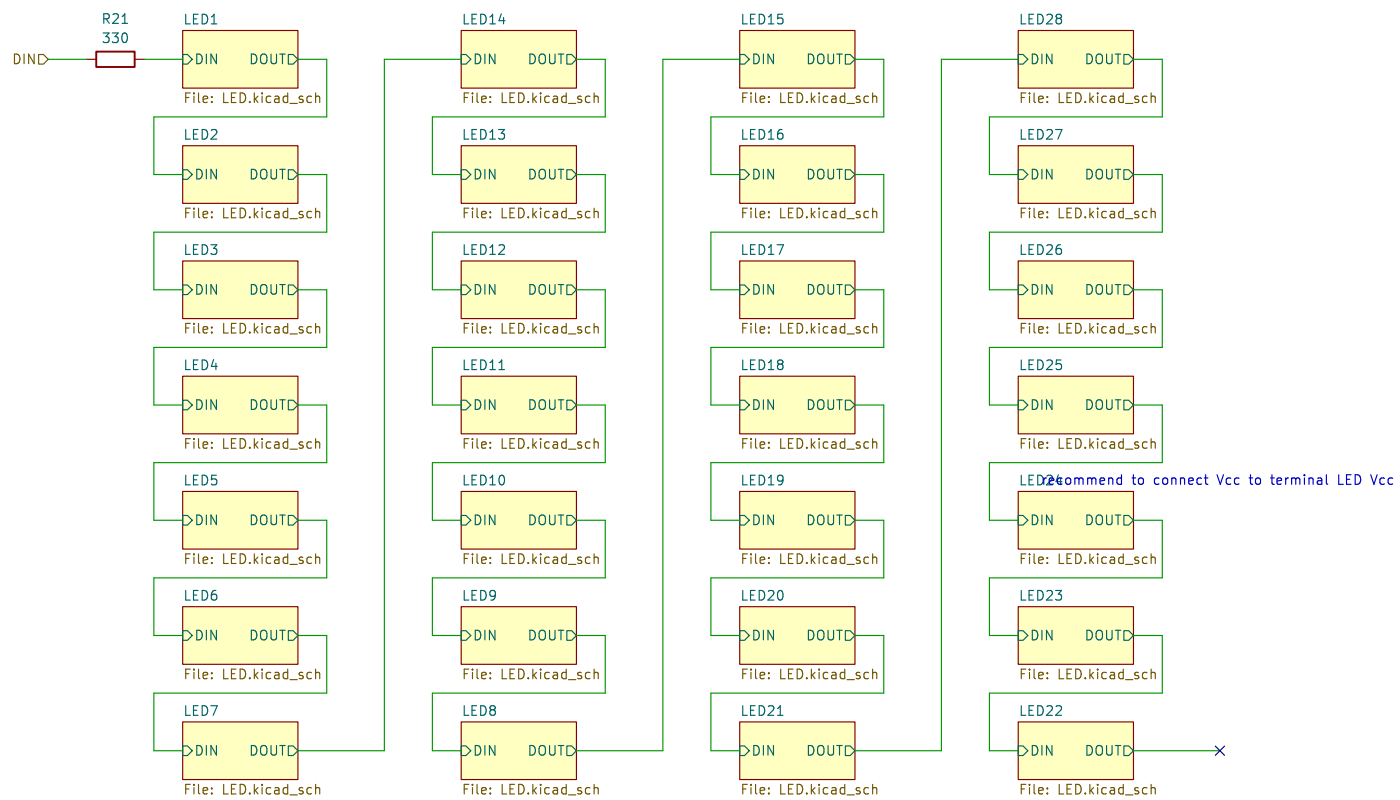 R21
330
DIN
LED1
DIN DOUT
File: LED.kicad_sch
LED2
DIN DOUT
File: LED.kicad_sch
LED3
DIN DOUT
File: LED.kicad_sch
LED4
DIN DOUT
File: LED.kicad_sch
LED5
DIN DOUT
File: LED.kicad_sch
LED6
DIN DOUT
File: LED.kicad_sch
LED7
DIN DOUT
File: LED.kicad_sch
LED14
DIN DOUT
File: LED.kicad_sch
LED13
DIN DOUT
File: LED.kicad_sch
LED12
DIN DOUT
File: LED.kicad_sch
LED11
DIN DOUT
File: LED.kicad_sch
LED10
DIN DOUT
File: LED.kicad_sch
LED9
DIN DOUT
File: LED.kicad_sch
LED8
DIN DOUT
File: LED.kicad_sch
LED15
DIN DOUT
File: LED.kicad_sch
LED16
DIN DOUT
File: LED.kicad_sch
LED17
DIN DOUT
File: LED.kicad_sch
LED18
DIN DOUT
File: LED.kicad_sch
LED19
DIN DOUT
File: LED.kicad_sch
LED20
DIN DOUT
File: LED.kicad_sch
LED21
DIN DOUT
File: LED.kicad_sch
LED28
DIN DOUT
File: LED.kicad_sch
LED27
DIN DOUT
File: LED.kicad_sch
LED26
DIN DOUT
File: LED.kicad_sch
LED25
DIN DOUT
File: LED.kicad_sch
LED24
recommend to connect Vcc to terminal LED Vcc
DIN DOUT
File: LED.kicad_sch
LED23
DIN DOUT
File: LED.kicad_sch
LED22
DIN DOUT
File: LED.kicad_sch